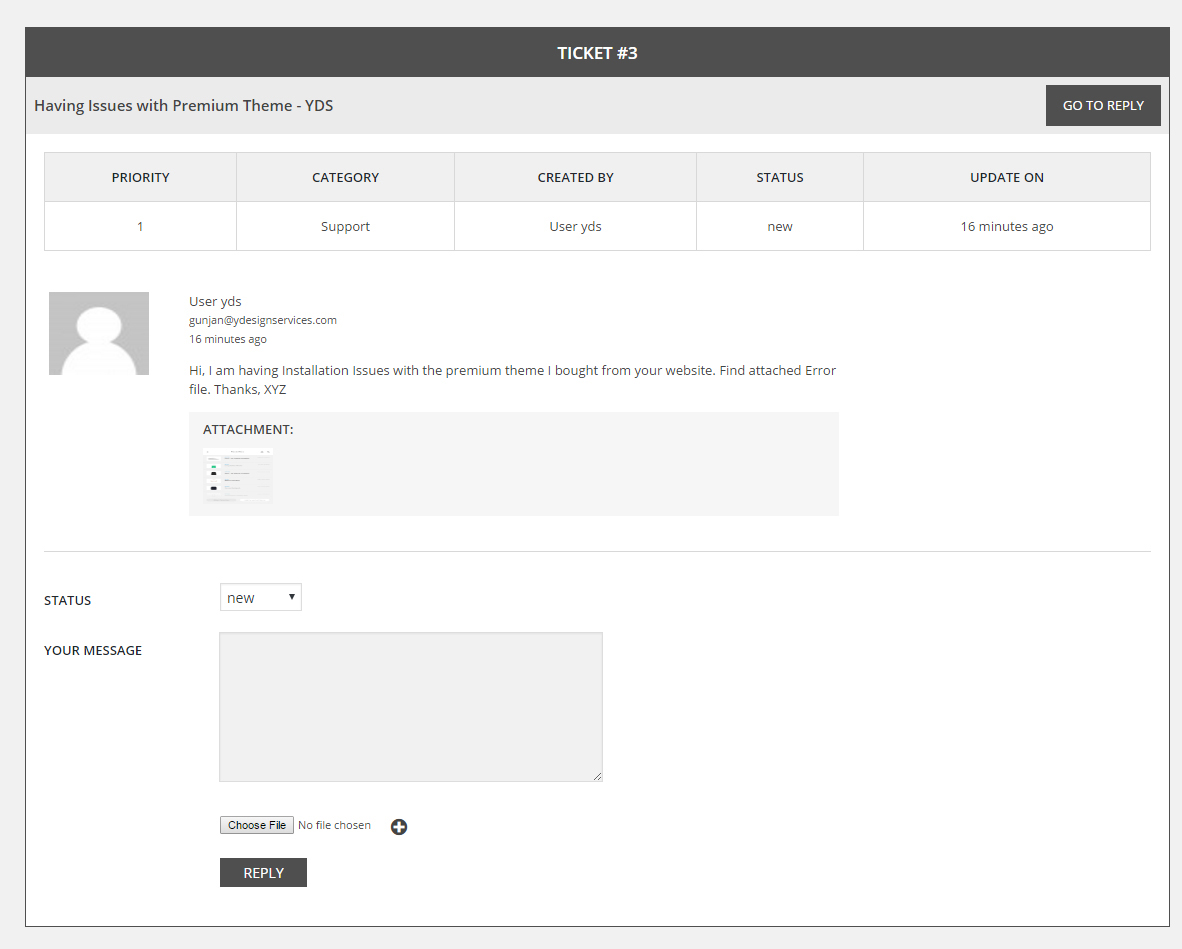 TICKET #3
Having Issues with Premium Theme - YDS
GO TO REPLY
PRIORITY CATEGORY CREATED BY STATUS UPDATE ON
1 Support User yds new 16 minutes ago
User yds
gunjan@ydesignservices.com
16 minutes ago
Hi, I am having Installation Issues with the premium theme I bought from your website. Find attached Error
file. Thanks, XYZ
ATTACHMENT:
STATUS
new
YOUR MESSAGE
Choose File No file chosen
REPLY